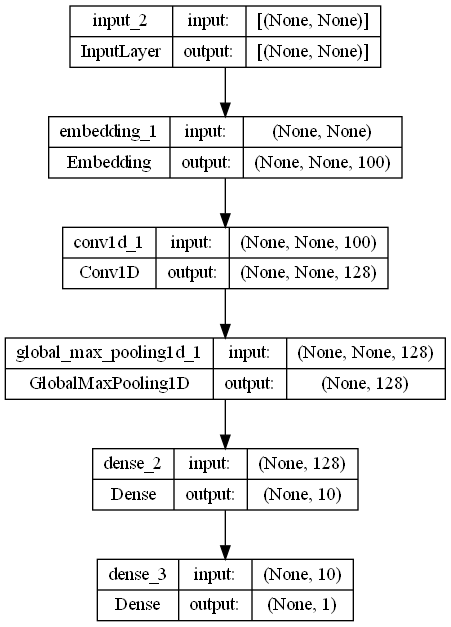 input_2 input: [(None, None)]
InputLayer output: [(None, None)]
embedding_1 input: (None, None)
Embedding output: (None, None, 100)
conv1d_1 input: (None, None, 100)
Conv1D output: (None, None, 128)
global_max_pooling1d_1 input: (None, None, 128)
GlobalMaxPooling1D output: (None, 128)
dense_2 input: (None, 128)
Dense output: (None, 10)
dense_3 input: (None, 10)
Dense output: (None, 1)